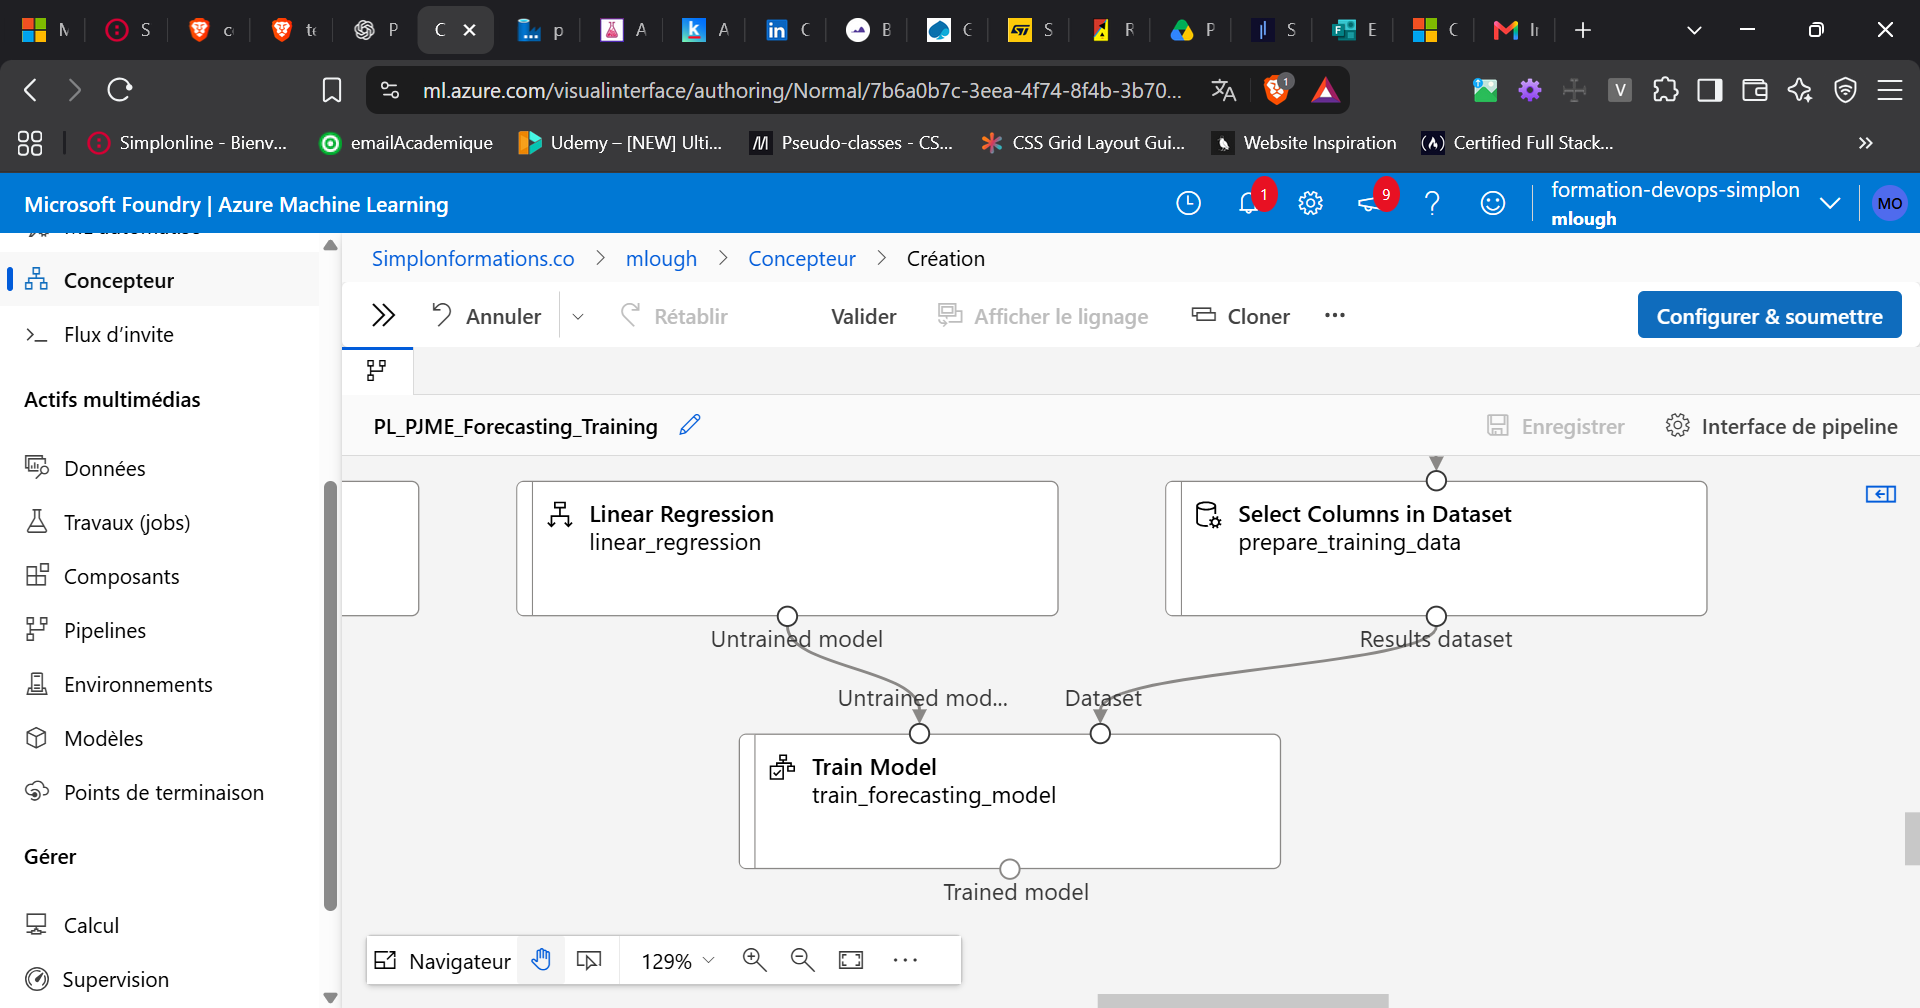 M
S
c
te
P
C
p
A
A
C
B
C
S
R
P
S
E
C
Ir
ml.azure.com/visualinterface/authoring/Normal/7b6a0b7c-3eea-4f74-8f4b-3b70...
1
V
Simplonline - Bienv...
emailAcademique
Udemy – [NEW] Ulti...
Pseudo-classes - CS...
CSS Grid Layout Gui...
Website Inspiration
Certified Full Stack...
Microsoft Foundry | Azure Machine Learning
1
9
formation-devops-simplon
mlough
MO
Concepteur
Flux d’invite
Actifs multimédias
Données
Travaux (jobs)
Composants
Pipelines
Environnements
Modèles
Points de terminaison
Gérer
Calcul
Supervision
Simplonformations.co > mlough > Concepteur > Création
Annuler
Rétablir
Valider
Afficher le lignage
Cloner
Configurer & soumettre
PL_PJME_Forecasting_Training
Enregistrer
Interface de pipeline
Linear Regression
linear_regression
Select Columns in Dataset
prepare_training_data
Untrained model
Results dataset
Untrained mod...
Dataset
Train Model
train_forecasting_model
Trained model
Navigateur
129%